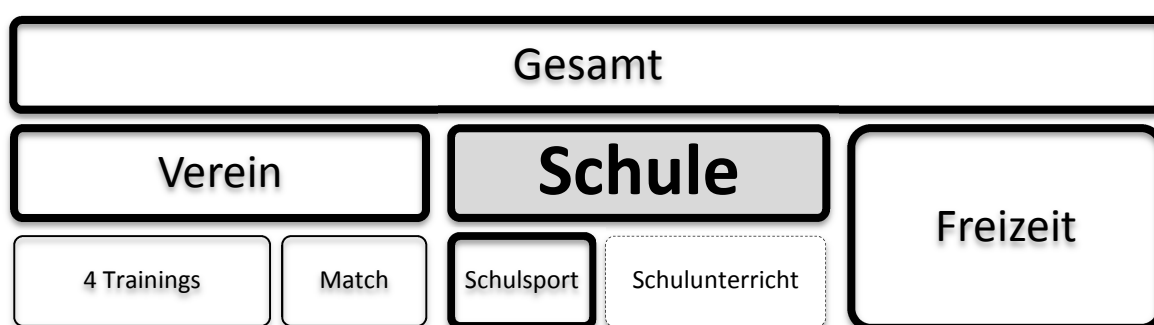 Gesamt
Verein
Schule
Freizeit
4 Trainings
Match
Schulsport
Schulunterricht